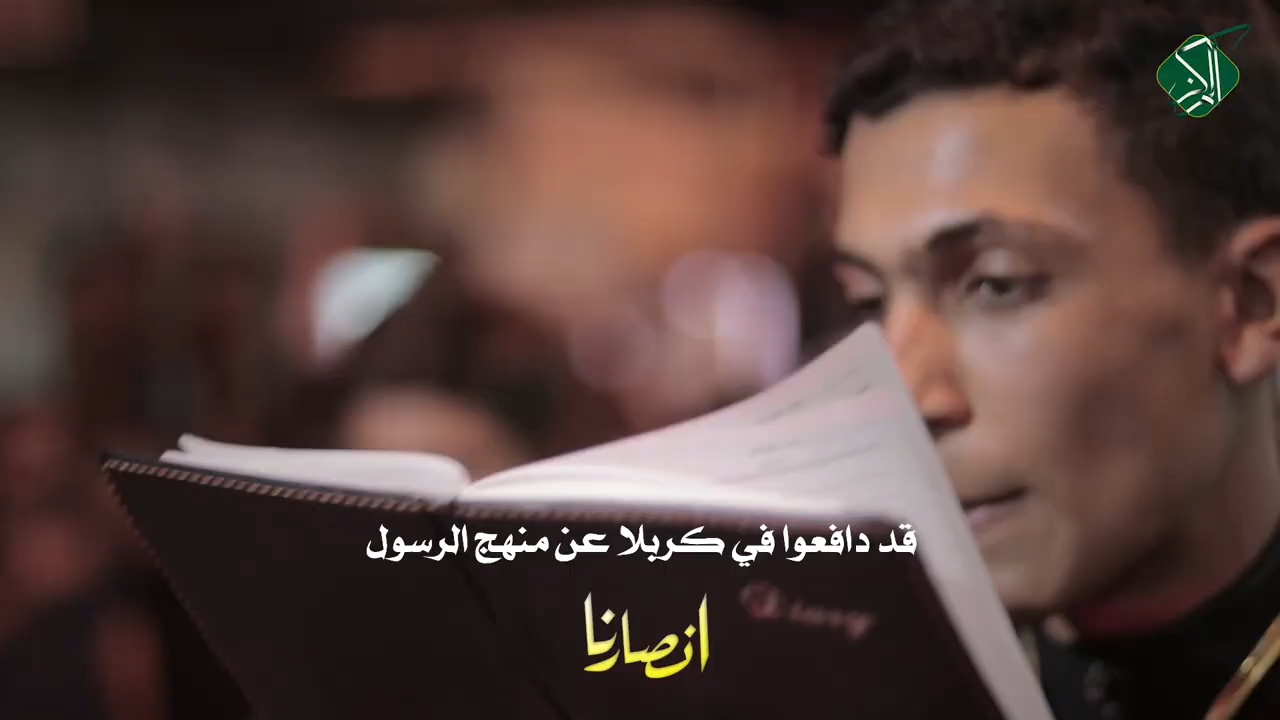 قد دافعوا في كربلا عن منهج الرسول
انصارنا